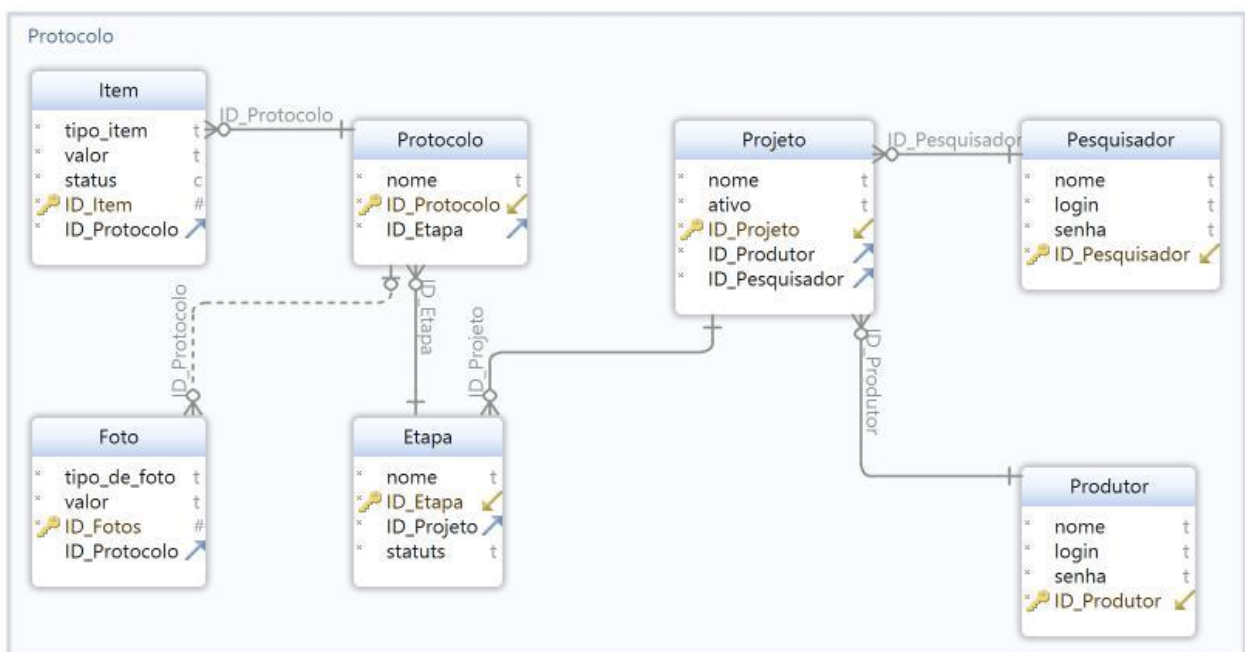 Protocolo
Item
tipo_item t
valor t
status c
ID_Item #
ID_Protocolo
ID_Protocolo
Protocolo
nome t
ID_Protocolo
ID_Etapa
Projeto
nome t
ativo t
ID_Projeto
ID_Produtor
ID_Pesquisador
ID_Pesquisador
Pesquisador
nome t
login t
senha t
ID_Pesquisador
ID_Protocolo
ID_Etapa
ID_Projeto
ID_Produtor
Foto
tipo_de_foto t
valor t
ID_Fotos #
ID_Protocolo
Etapa
nome t
ID_Etapa
ID_Projeto
statuts t
Produtor
nome t
login t
senha t
ID_Produtor